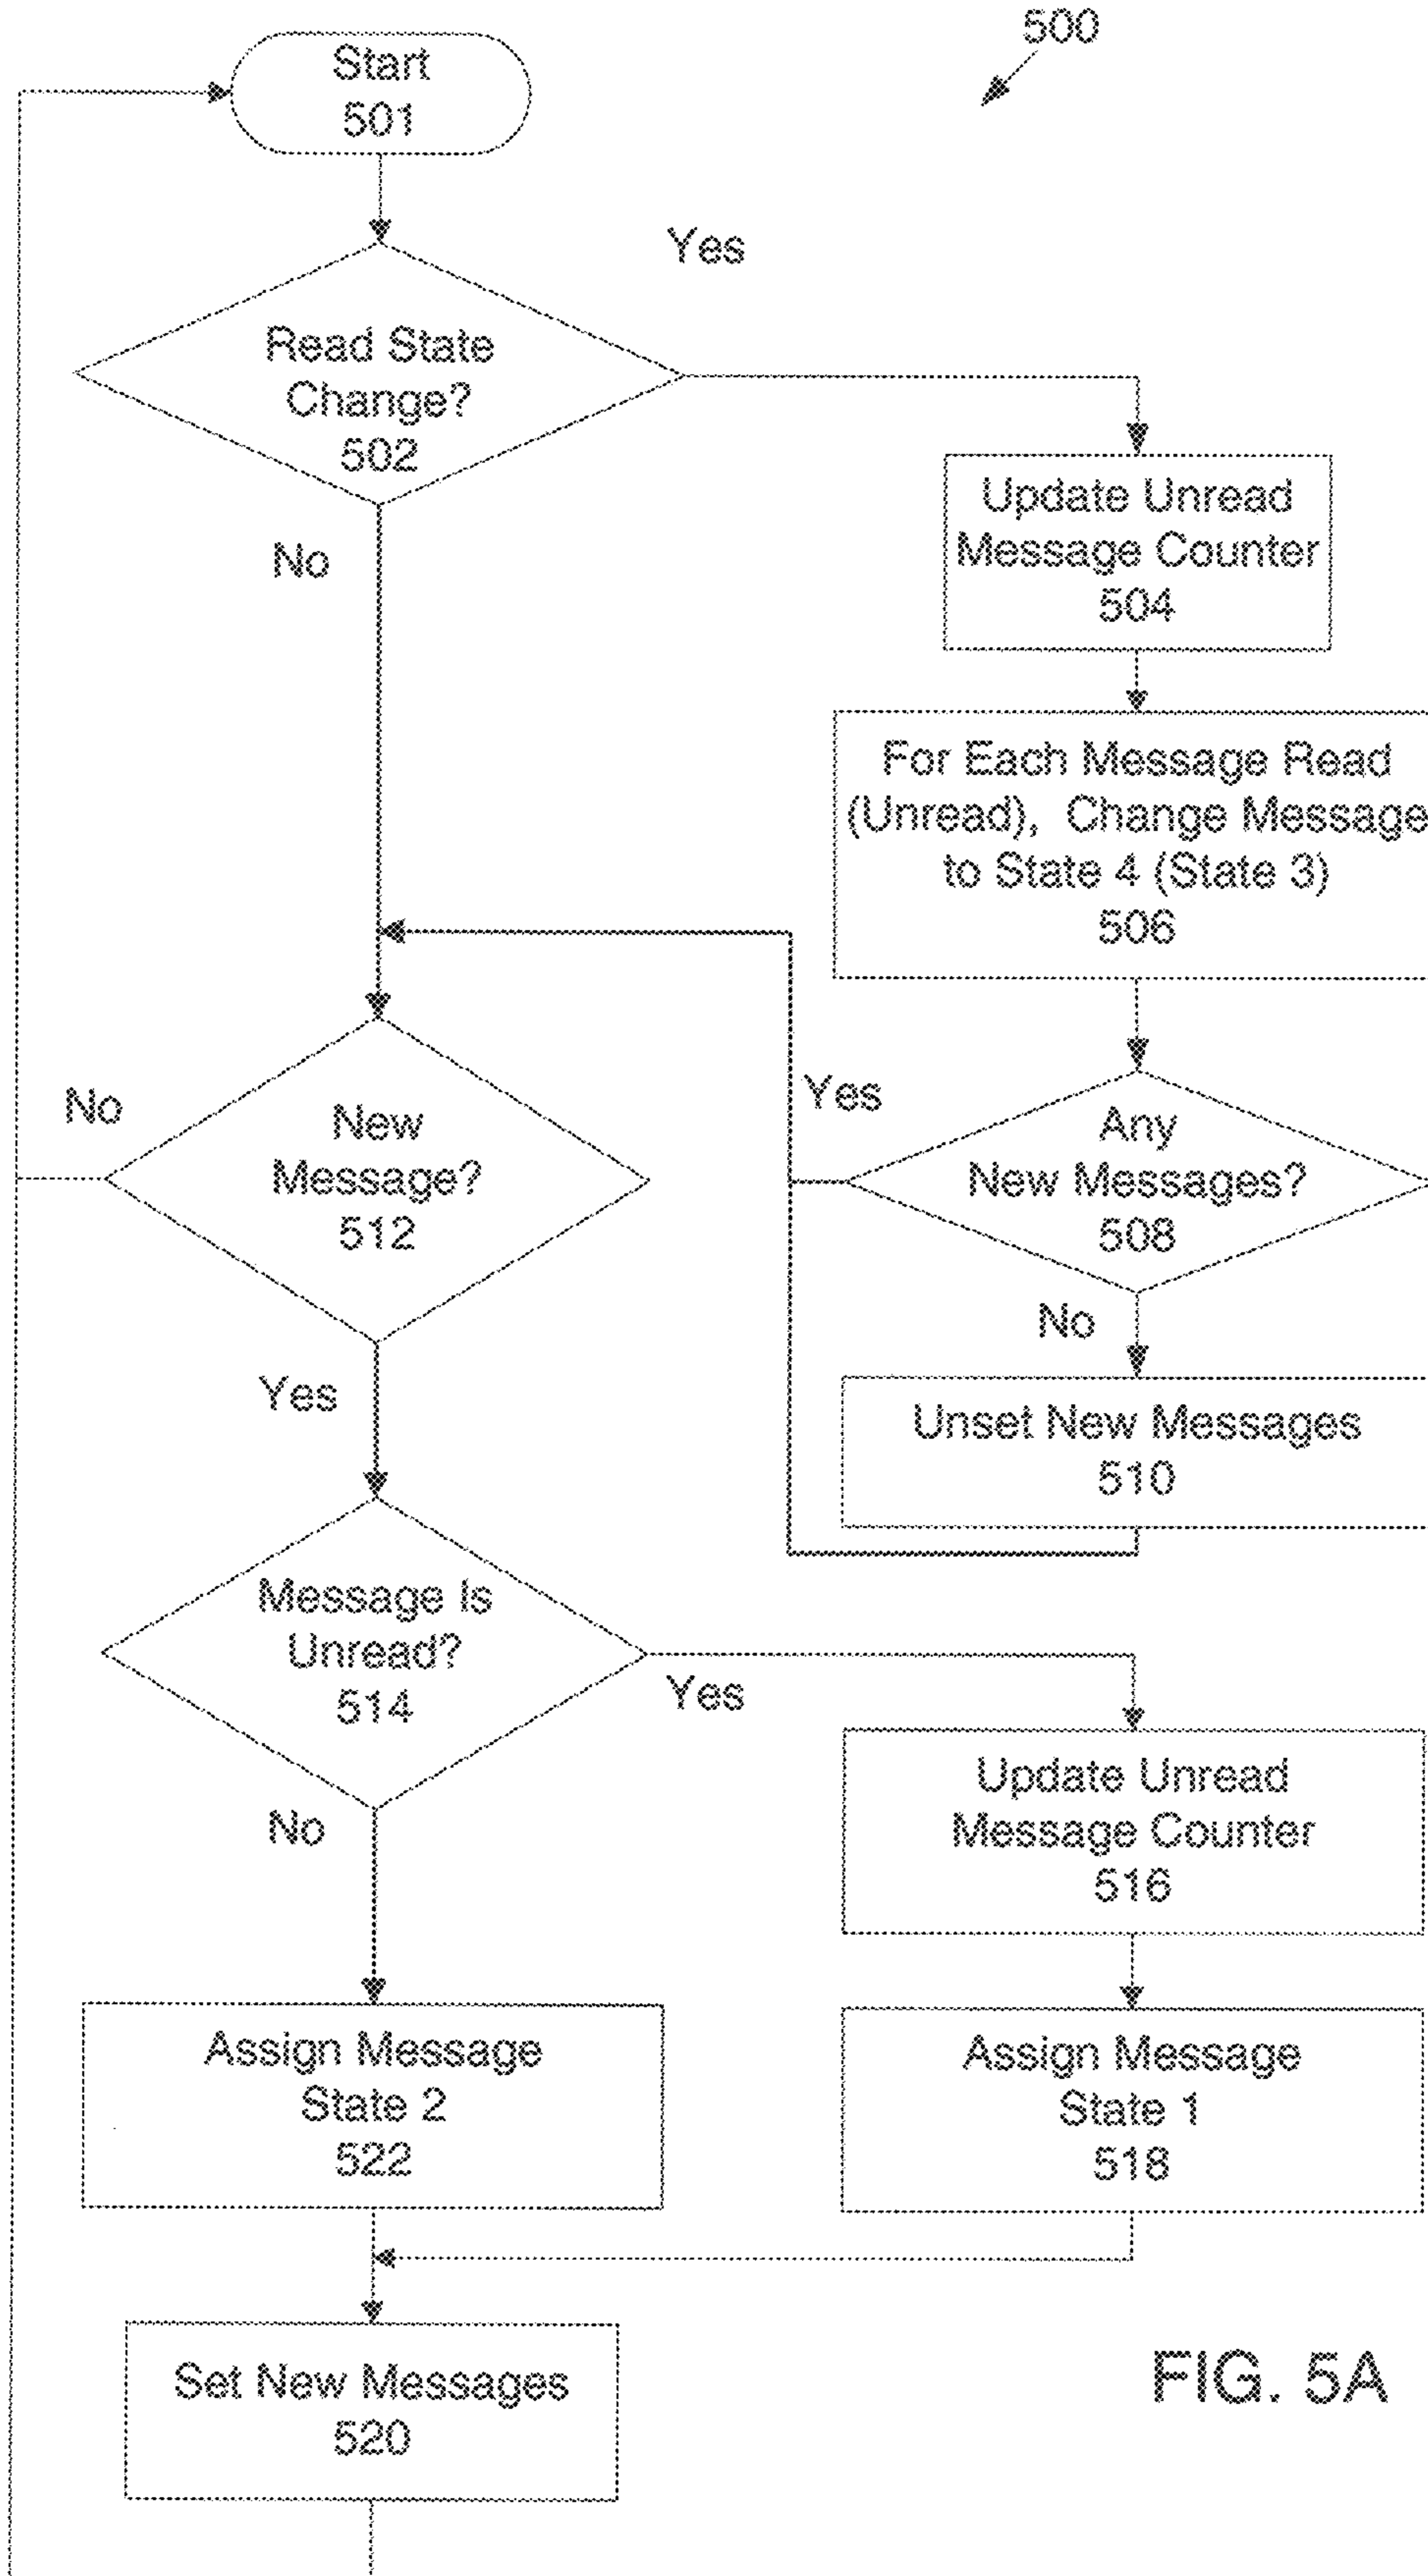 500
Start
501
Yes
Read State
Change?
502
No
Update Unread
Message Counter
504
For Each Message Read
(Unread), Change Message
to State 4 (State 3)
506
No
New
Message?
512
Yes
Any
New Messages?
508
No
Yes
Unset New Messages
510
Message Is
Unread?
514
Yes
No
Update Unread
Message Counter
516
Assign Message
State 2
522
Assign Message
State 1
518
Set New Messages
520
FIG. 5A